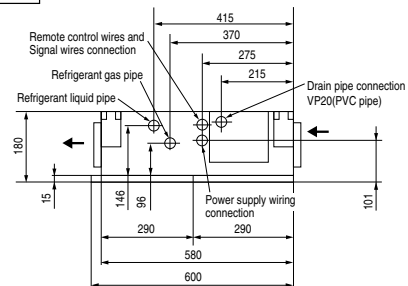 415
370
Remote control wires and
Signal wires connection
275
Refrigerant gas pipe
215
Refrigerant liquid pipe
Drain pipe connection
VP20(PVC pipe)
180
15
146
96
Power supply wiring
connection
101
290
290
580
600